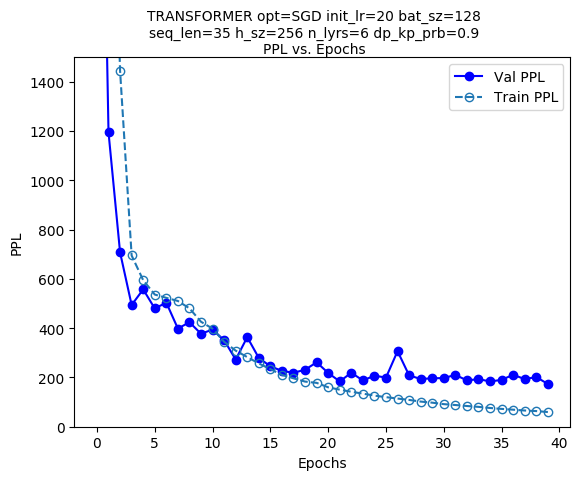 TRANSFORMER opt=SGD init_lr=20 bat_sz=128
seq_len=35 h_sz=256 n_lyrs=6 dp_kp_prb=0.9
PPL vs. Epochs
Val PPL
Train PPL
PPL
1400
1200
1000
800
600
400
200
0
0 5 10 15 20 25 30 35 40
Epochs